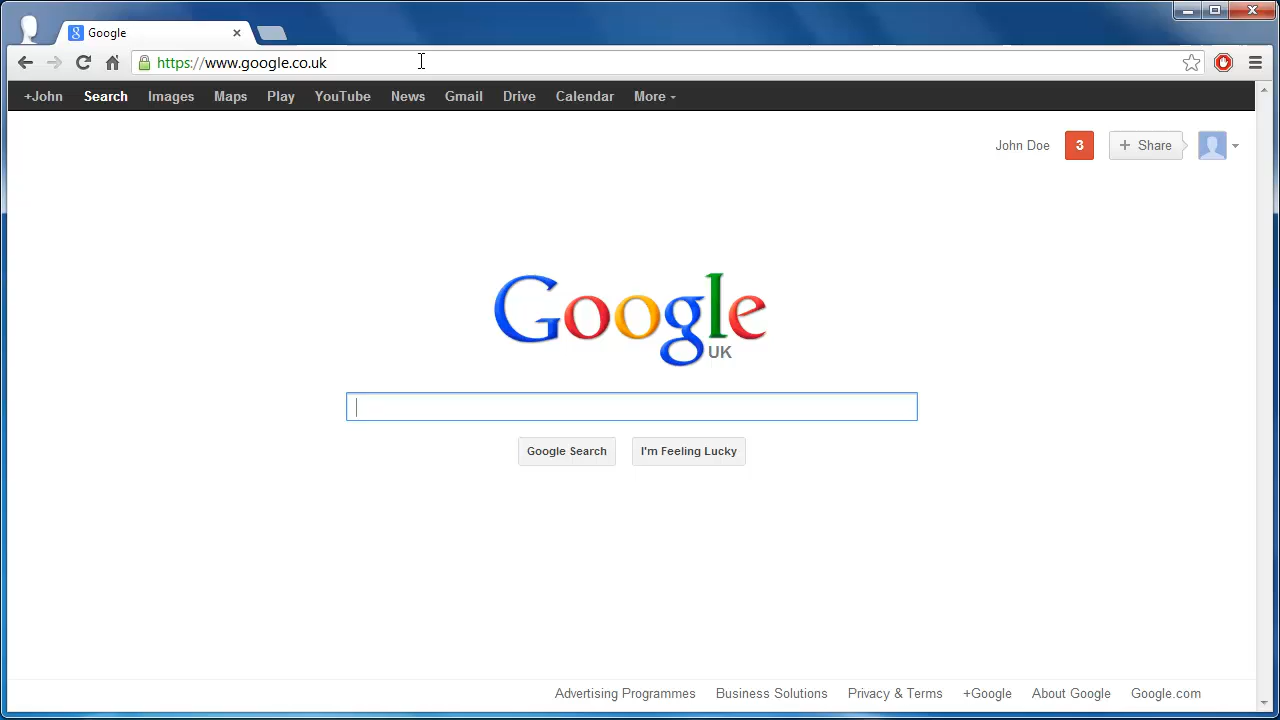 Google
https://www.google.co.uk
+John Search Images Maps Play YouTube News Gmail Drive Calendar More
John Doe 3 + Share
Google
UK
Google Search I'm Feeling Lucky
Advertising Programmes Business Solutions Privacy & Terms +Google About Google Google.com